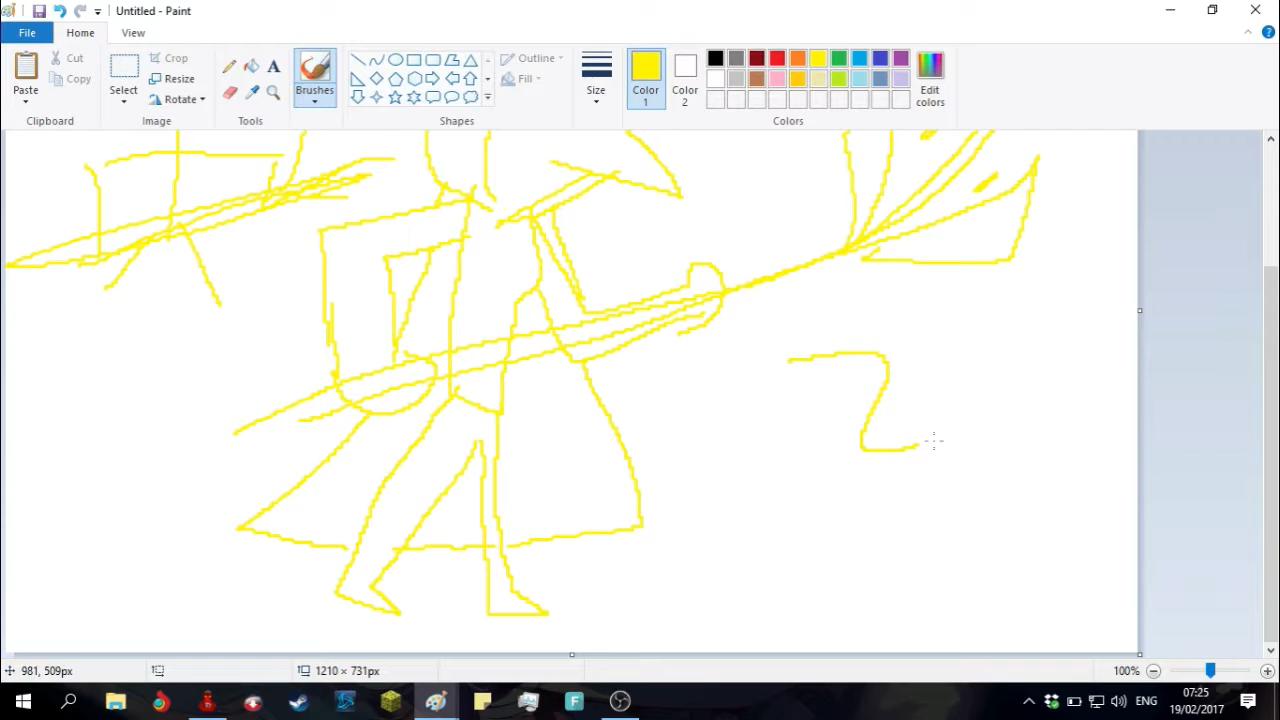 Untitled - Paint
File Home View
Paste Cut Copy
Select Crop Resize Rotate
Brushes
Outline Fill
Size
Color 1
Color 2
Edit colors
Clipboard Image Tools Shapes Colors
981, 509px 1210 × 731px 100%
ENG 07:25 19/02/2017